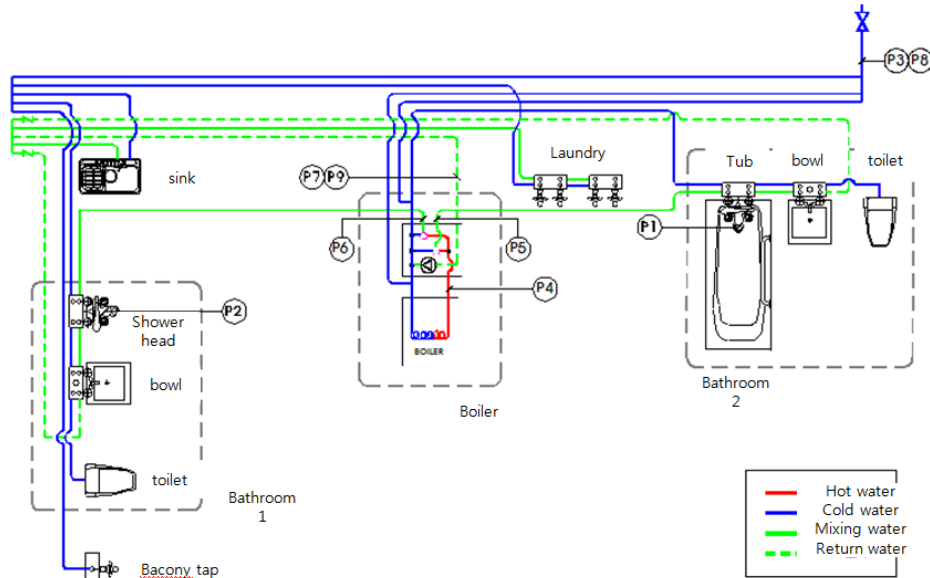 P3 P8
Laundry
Tub
bowl
toilet
sink
P7 P9
P1
P6
P5
P4
P2
Shower
head
BOILER
bowl
Boiler
Bathroom
2
toilet
Bathroom
1
Hot water
Cold water
Mixing water
Return water
Bacony tap